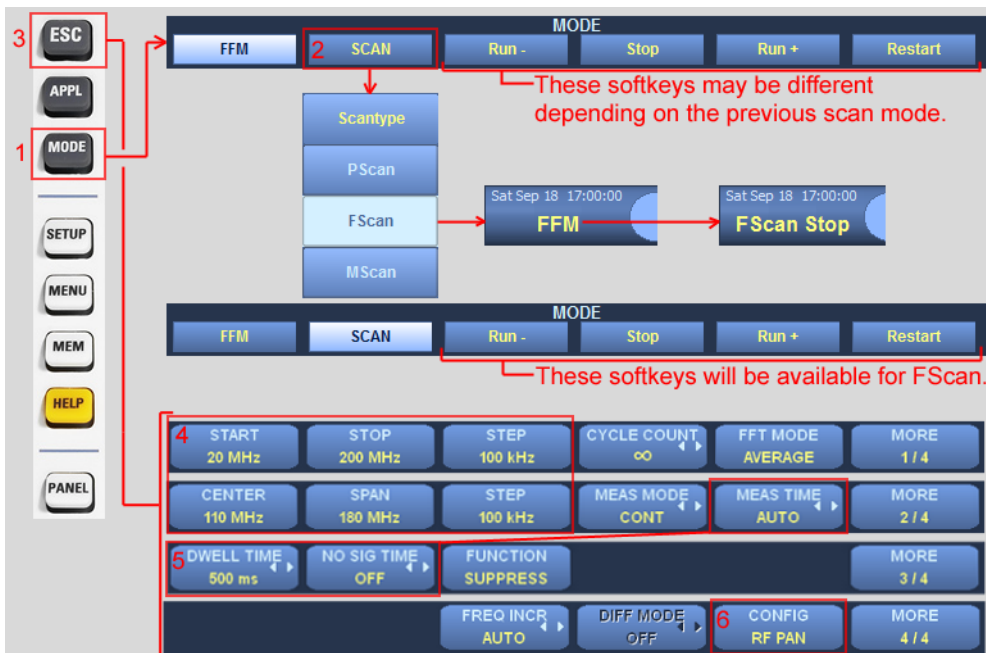 3 ESC
APPL
1 MODE
SETUP
MENU
MEM
HELP
PANEL
MODE
FFM 2 SCAN Run - Stop Run + Restart
These softkeys may be different
depending on the previous scan mode.
Scantype
PScan
FScan
MScan
Sat Sep 18 17:00:00
FFM
Sat Sep 18 17:00:00
FScan Stop
MODE
FFM SCAN Run - Stop Run + Restart
These softkeys will be available for FScan.
4 START STOP STEP CYCLE COUNT FFT MODE MORE
20 MHz 200 MHz 100 kHz ∞ AVERAGE 1 / 4
CENTER SPAN STEP MEAS MODE MEAS TIME MORE
110 MHz 180 MHz 100 kHz CONT AUTO 2 / 4
5 DWELL TIME NO SIG TIME FUNCTION MORE
500 ms OFF SUPPRESS 3 / 4
FREQ INCR DIFF MODE 6 CONFIG MORE
AUTO OFF RF PAN 4 / 4